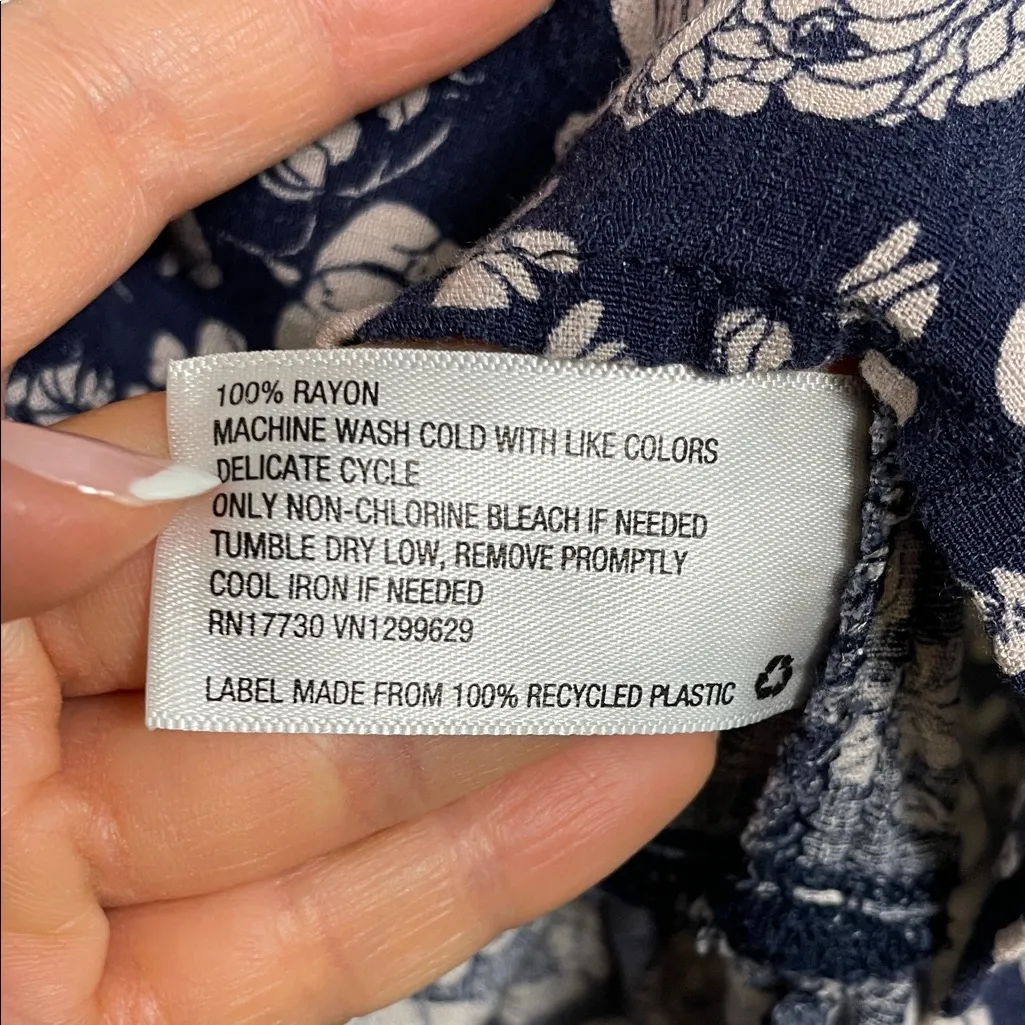 100% RAYON
MACHINE WASH COLD WITH LIKE COLORS
DELICATE CYCLE
ONLY NON-CHLORINE BLEACH IF NEEDED
TUMBLE DRY LOW, REMOVE PROMPTLY
COOL IRON IF NEEDED
RN17730 VN1299629
LABEL MADE FROM 100% RECYCLED PLASTIC